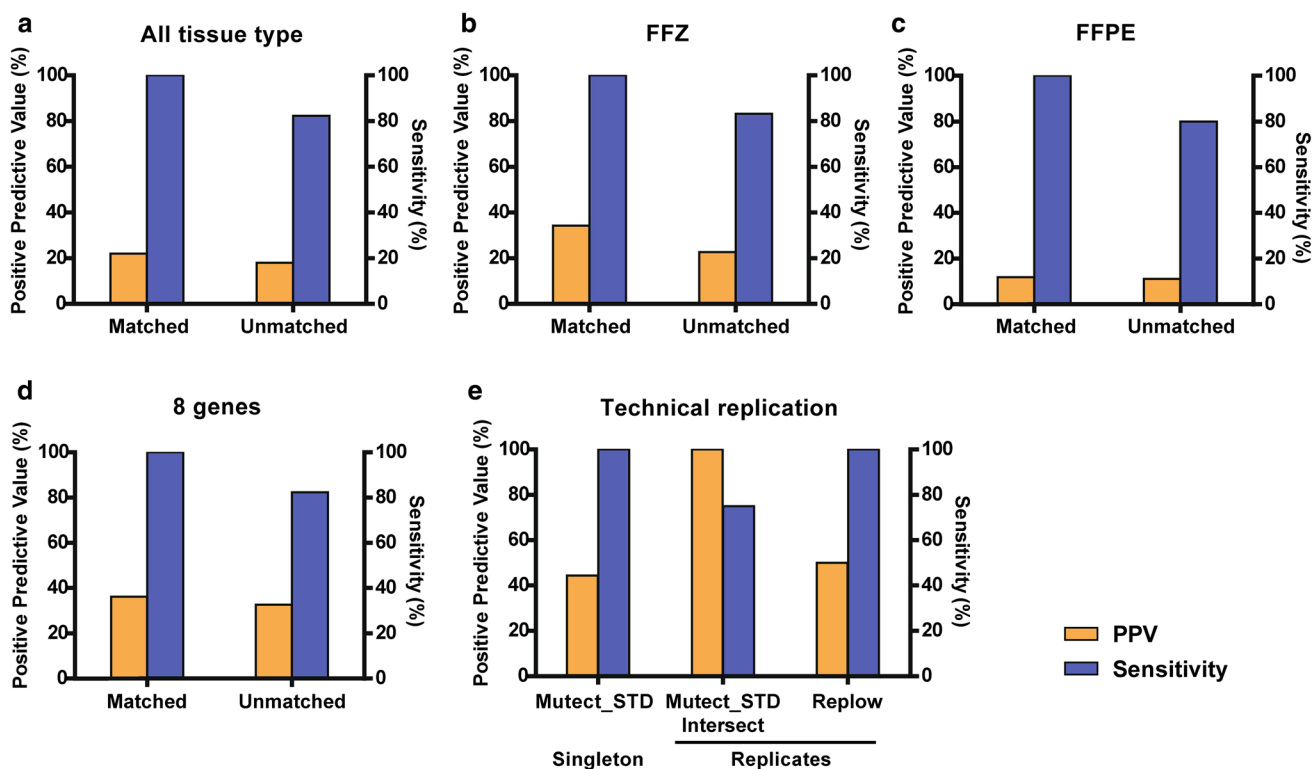 a
All tissue type
Positive Predictive Value (%)
100
80
60
40
20
0
100
80
60
40
20
0
Sensitivity (%)
Matched
Unmatched
b
FFZ
Positive Predictive Value (%)
100
80
60
40
20
0
100
80
60
40
20
0
Sensitivity (%)
Matched
Unmatched
c
FFPE
Positive Predictive Value (%)
100
80
60
40
20
0
100
80
60
40
20
0
Sensitivity (%)
Matched
Unmatched
d
8 genes
Positive Predictive Value (%)
100
80
60
40
20
0
100
80
60
40
20
0
Sensitivity (%)
Matched
Unmatched
e
Technical replication
Positive Predictive Value (%)
100
80
60
40
20
0
100
80
60
40
20
0
Sensitivity (%)
Mutect_STD
Mutect_STD
Intersect
Replow
Singleton
Replicates
PPV
Sensitivity